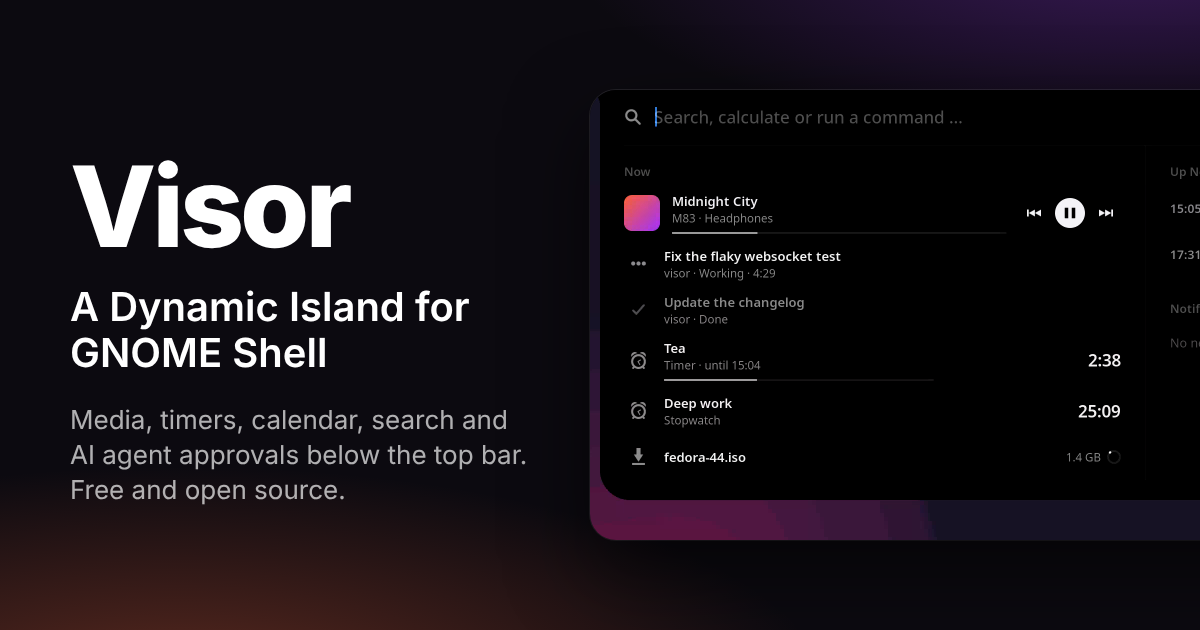 Visor
A Dynamic Island for
GNOME Shell
Media, timers, calendar, search and
AI agent approvals below the top bar.
Free and open source.
Search, calculate or run a command ...
Now
Midnight City
M83 · Headphones
Fix the flaky websocket test
visor · Working · 4:29
Update the changelog
visor · Done
Tea
Timer · until 15:04
2:38
Deep work
Stopwatch
25:09
fedora-44.iso
1.4 GB
Up
15:05
17:31
No